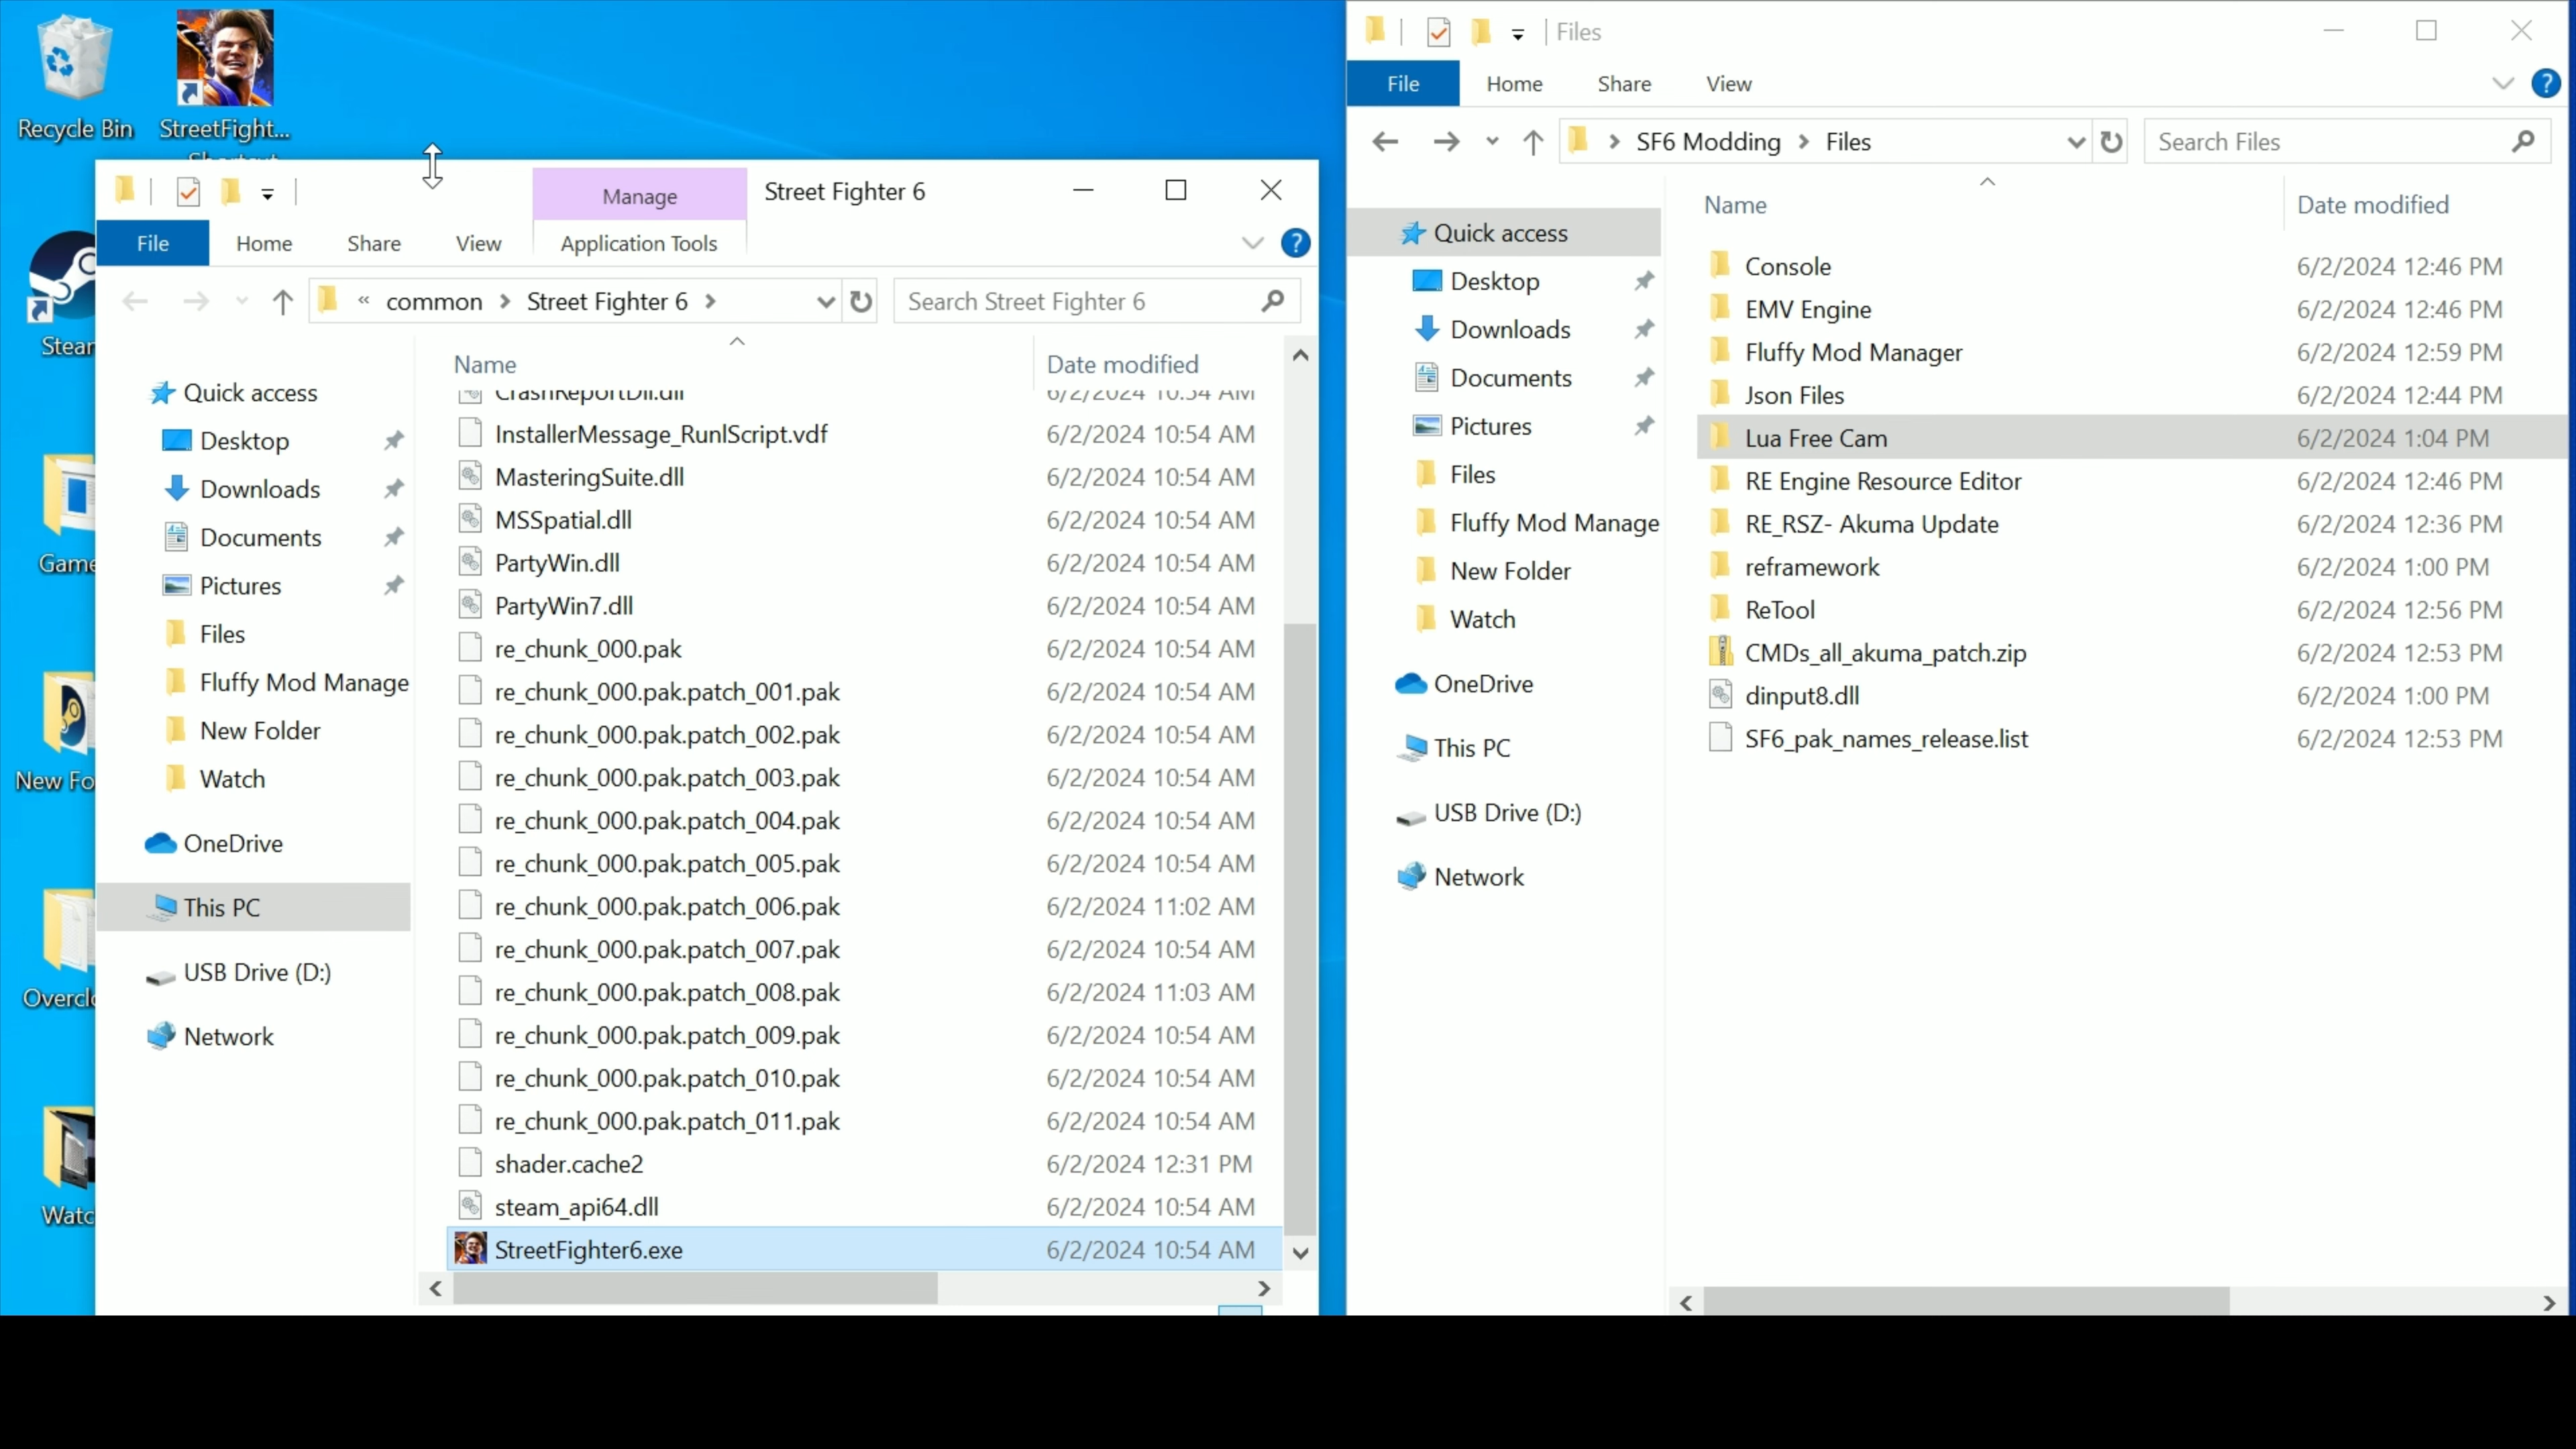 Recycle Bin
StreetFight...
Files
File
Home
Share
View
SF6 Modding
Files
Search Files
Manage
Street Fighter 6
File
Home
Share
View
Application Tools
common
Street Fighter 6
Search Street Fighter 6
Name
Date modified
Quick access
Desktop
Downloads
Documents
Pictures
Files
Fluffy Mod Manage
New Folder
Watch
OneDrive
This PC
USB Drive (D:)
Network
CrashReportDll.dll 6/2/2024 10:54 AM
InstallerMessage_RunIScript.vdf 6/2/2024 10:54 AM
MasteringSuite.dll 6/2/2024 10:54 AM
MSSpatial.dll 6/2/2024 10:54 AM
PartyWin.dll 6/2/2024 10:54 AM
PartyWin7.dll 6/2/2024 10:54 AM
re_chunk_000.pak 6/2/2024 10:54 AM
re_chunk_000.pak.patch_001.pak 6/2/2024 10:54 AM
re_chunk_000.pak.patch_002.pak 6/2/2024 10:54 AM
re_chunk_000.pak.patch_003.pak 6/2/2024 10:54 AM
re_chunk_000.pak.patch_004.pak 6/2/2024 10:54 AM
re_chunk_000.pak.patch_005.pak 6/2/2024 10:54 AM
re_chunk_000.pak.patch_006.pak 6/2/2024 11:02 AM
re_chunk_000.pak.patch_007.pak 6/2/2024 10:54 AM
re_chunk_000.pak.patch_008.pak 6/2/2024 11:03 AM
re_chunk_000.pak.patch_009.pak 6/2/2024 10:54 AM
re_chunk_000.pak.patch_010.pak 6/2/2024 10:54 AM
re_chunk_000.pak.patch_011.pak 6/2/2024 10:54 AM
shader.cache2 6/2/2024 12:31 PM
steam_api64.dll 6/2/2024 10:54 AM
StreetFighter6.exe 6/2/2024 10:54 AM
Quick access
Desktop
Downloads
Documents
Pictures
Files
Fluffy Mod Manage
New Folder
Watch
OneDrive
This PC
USB Drive (D:)
Network
Name
Date modified
Console 6/2/2024 12:46 PM
EMV Engine 6/2/2024 12:46 PM
Fluffy Mod Manager 6/2/2024 12:59 PM
Json Files 6/2/2024 12:44 PM
Lua Free Cam 6/2/2024 1:04 PM
RE Engine Resource Editor 6/2/2024 12:46 PM
RE_RSZ- Akuma Update 6/2/2024 12:36 PM
reframework 6/2/2024 1:00 PM
ReTool 6/2/2024 12:56 PM
CMDs_all_akuma_patch.zip 6/2/2024 12:53 PM
dinput8.dll 6/2/2024 1:00 PM
SF6_pak_names_release.list 6/2/2024 12:53 PM
Stear
Game
New Fo
Overclo
Watc